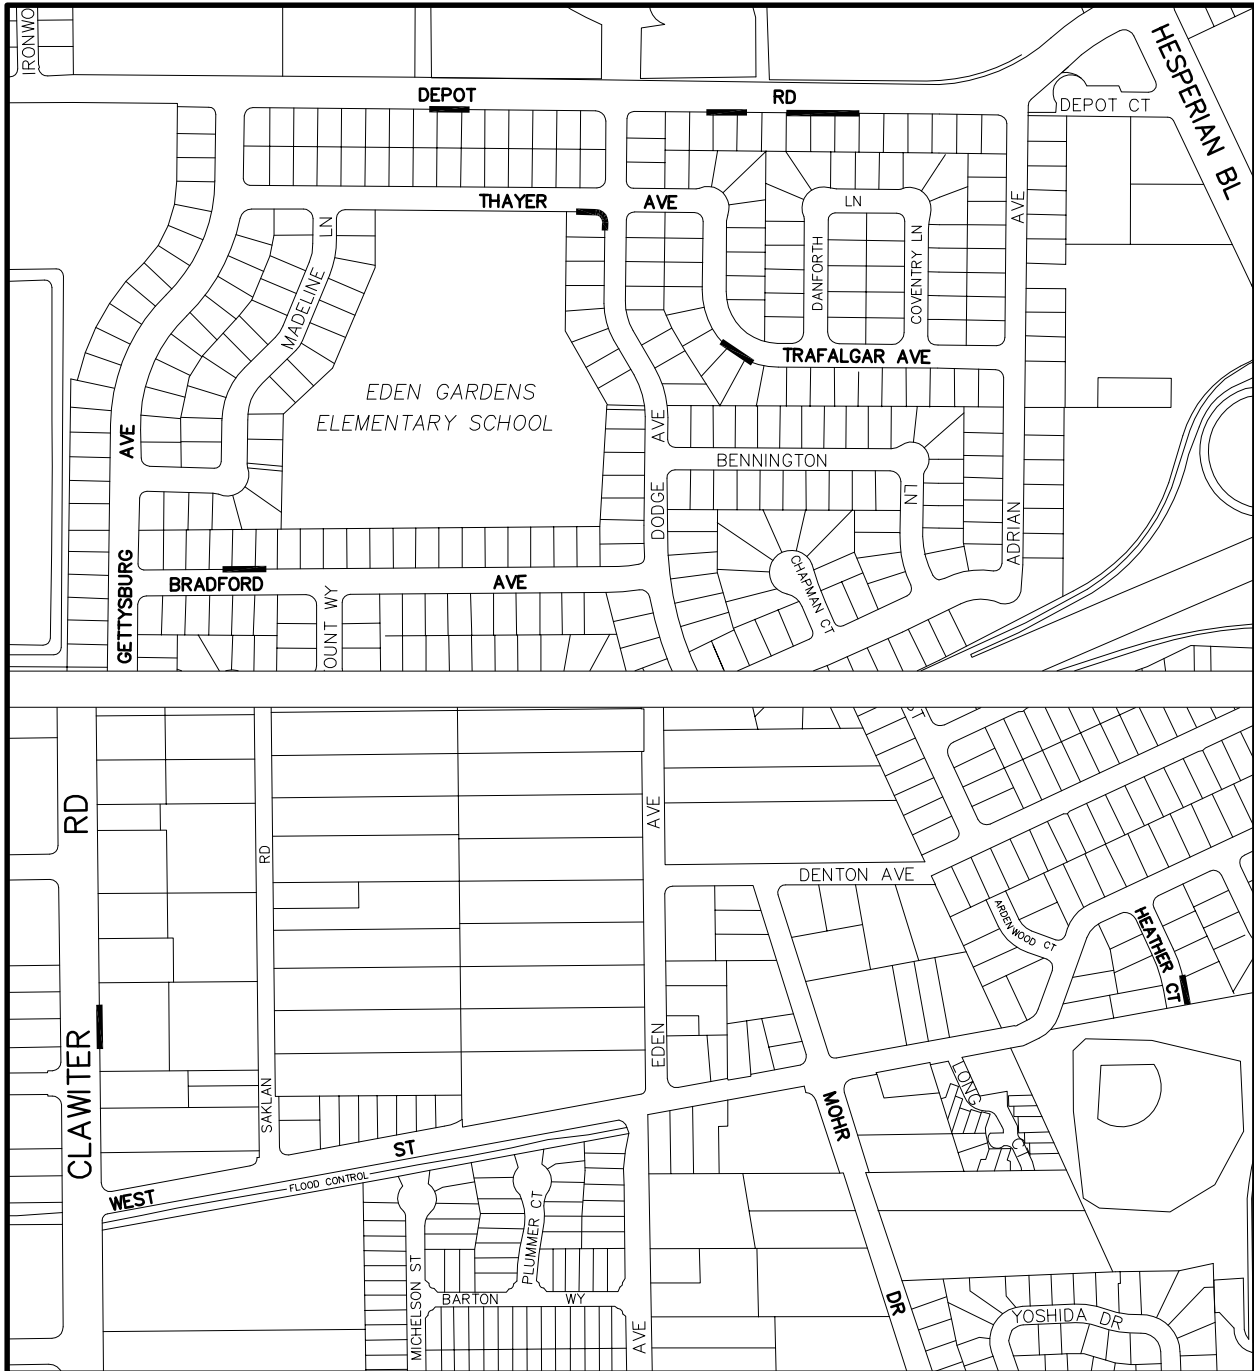 IRONWO
HESPERIAN BL
DEPOT RD
DEPOT CT
THAYER AVE
LN
AVE
LN
MADELINE
DANFORTH
COVENTRY LN
TRAFALGAR AVE
EDEN GARDENS
ELEMENTARY SCHOOL
AVE
AVE
BENNINGTON
LN
DODGE
ADRIAN
GETTYSBURG
BRADFORD AVE
CHAPMAN CT
OUNT WY
ST
RD
AVE
RD
DENTON AVE
ARDENWOOD CT
HEATHER CT
CLAWITER
EDEN
SAKLAN
LONG
MOHR
ST
WEST
FLOOD CONTROL
PLUMMER CT
MICHELSON ST
BARTON WY
AVE
DR
YOSHIDA DR